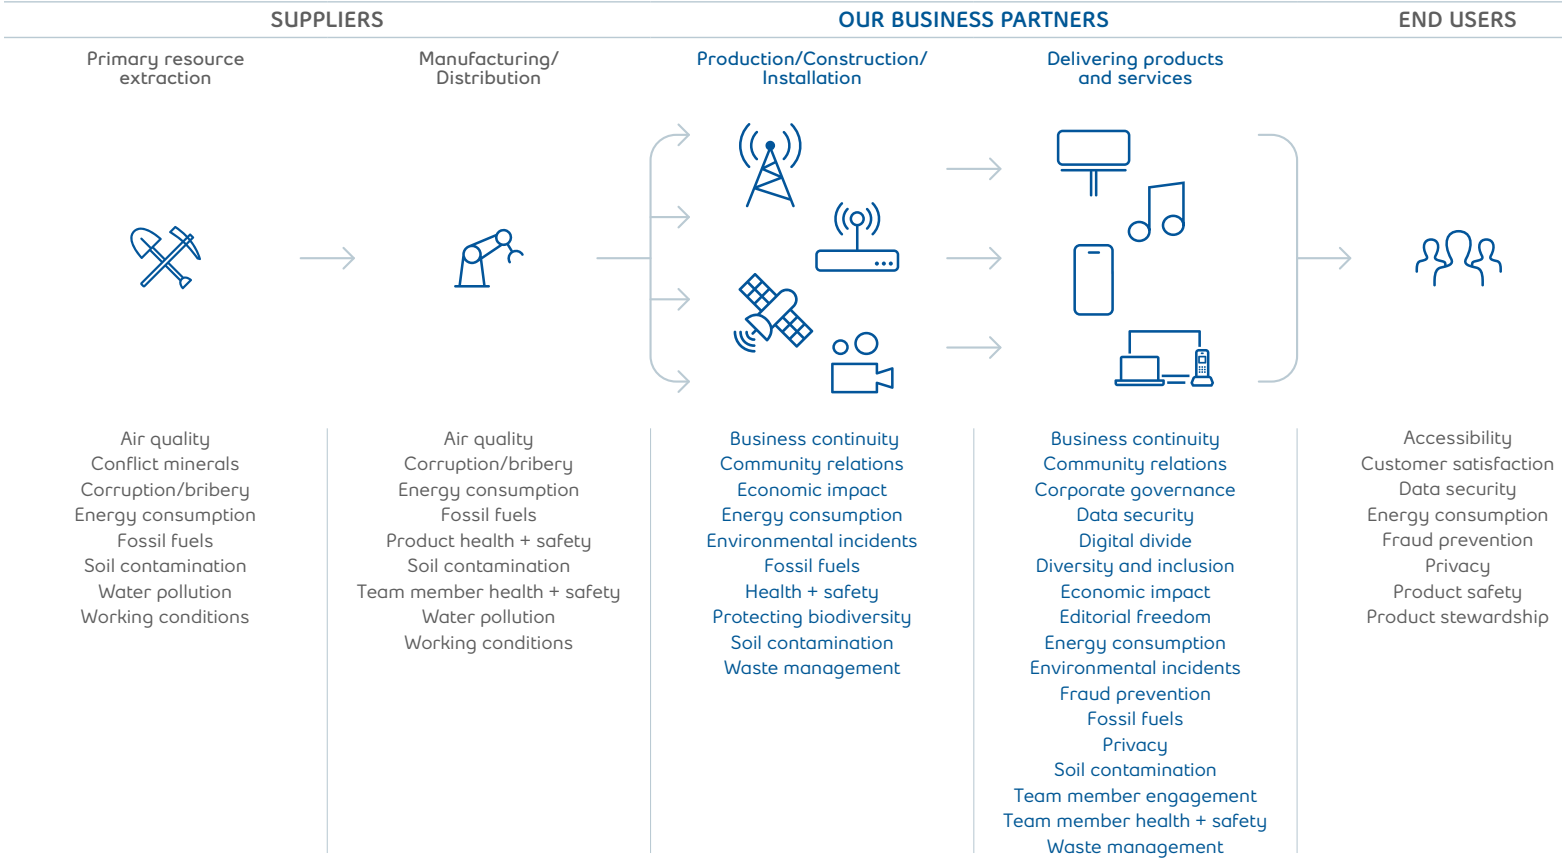 SUPPLIERS
OUR BUSINESS PARTNERS
END USERS
Primary resource
extraction
Manufacturing/
Distribution
Production/Construction/
Installation
Delivering products
and services
Air quality
Conflict minerals
Corruption/bribery
Energy consumption
Fossil fuels
Soil contamination
Water pollution
Working conditions
Air quality
Corruption/bribery
Energy consumption
Fossil fuels
Product health + safety
Soil contamination
Team member health + safety
Water pollution
Working conditions
Business continuity
Community relations
Economic impact
Energy consumption
Environmental incidents
Fossil fuels
Health + safety
Protecting biodiversity
Soil contamination
Waste management
Business continuity
Community relations
Corporate governance
Data security
Digital divide
Diversity and inclusion
Economic impact
Editorial freedom
Energy consumption
Environmental incidents
Fraud prevention
Fossil fuels
Privacy
Soil contamination
Team member engagement
Team member health + safety
Waste management
Accessibility
Customer satisfaction
Data security
Energy consumption
Fraud prevention
Privacy
Product safety
Product stewardship